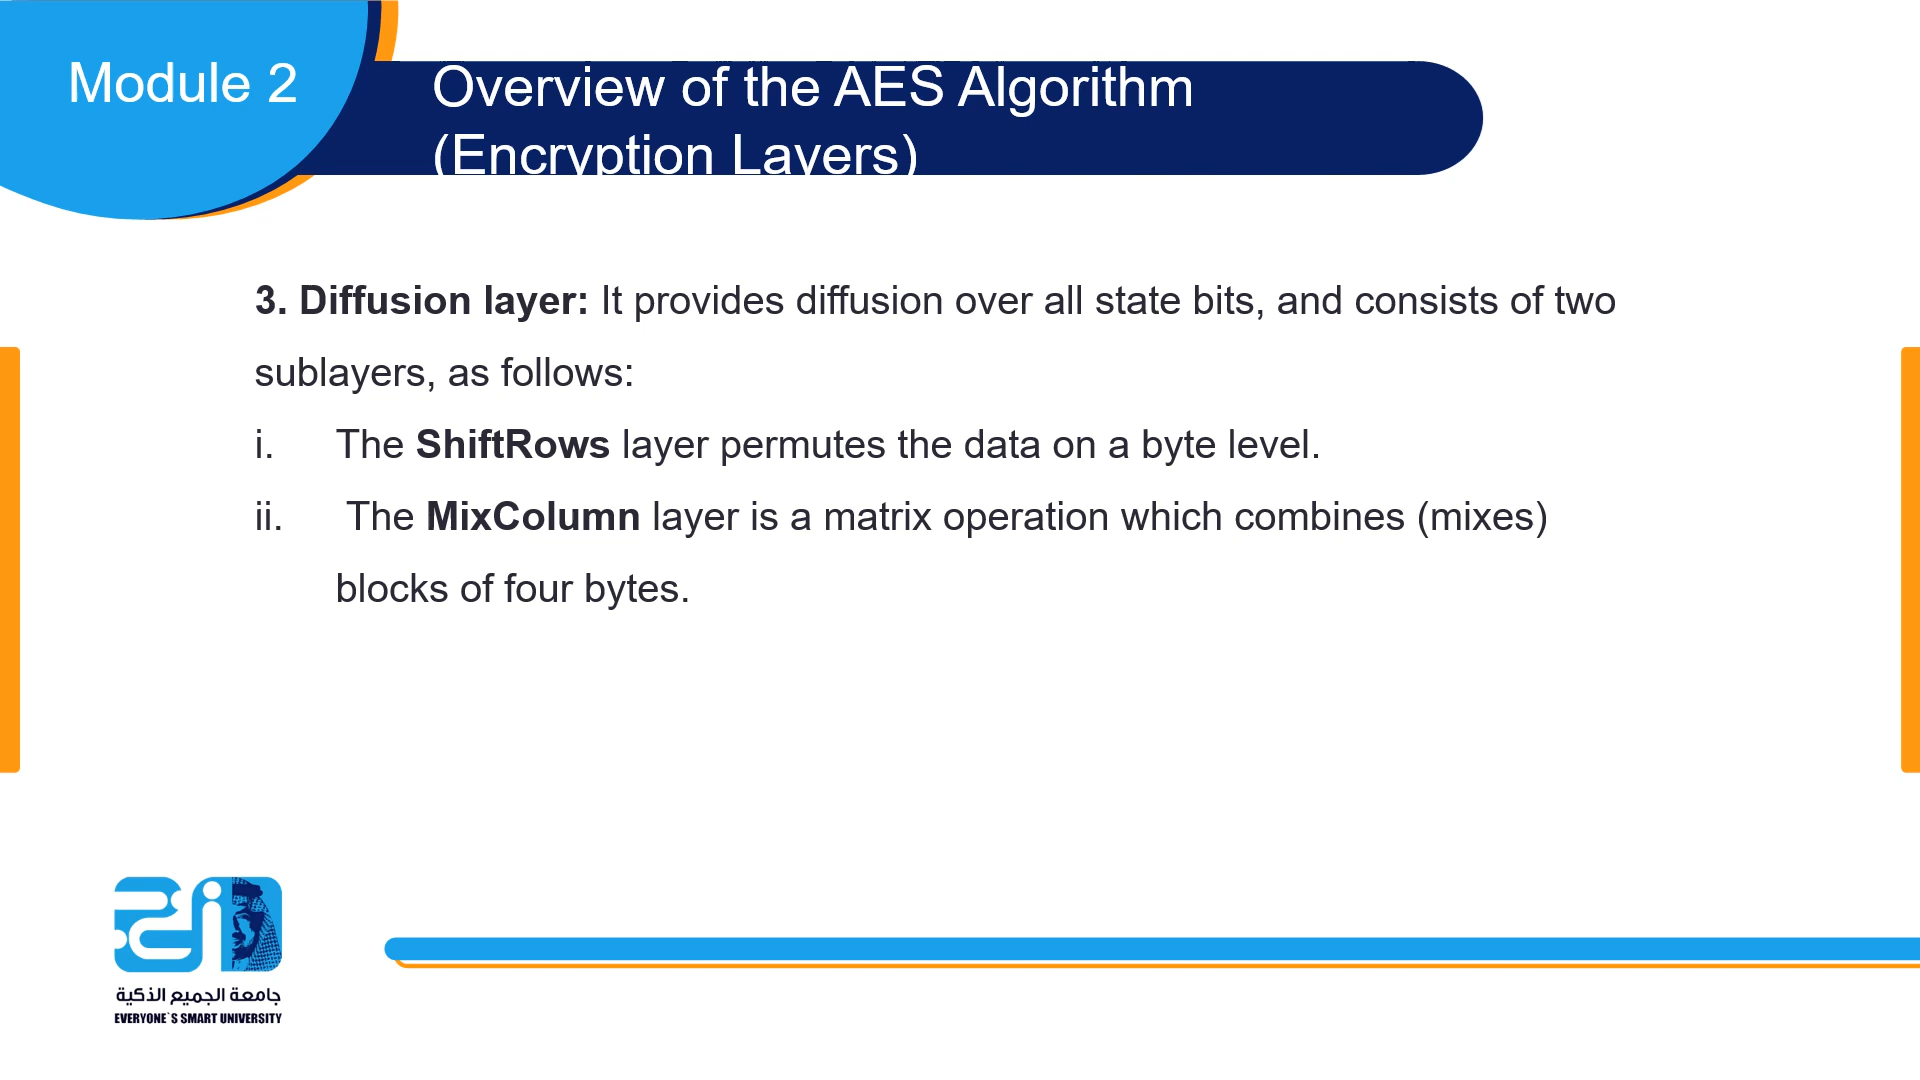 Module 2
Overview of the AES Algorithm
(Encryption Layers)
3. Diffusion layer: It provides diffusion over all state bits, and consists of two
sublayers, as follows:
i. The ShiftRows layer permutes the data on a byte level.
ii. The MixColumn layer is a matrix operation which combines (mixes)
blocks of four bytes.
جامعة الجميع الذكية
EVERYONE`S SMART UNIVERSITY